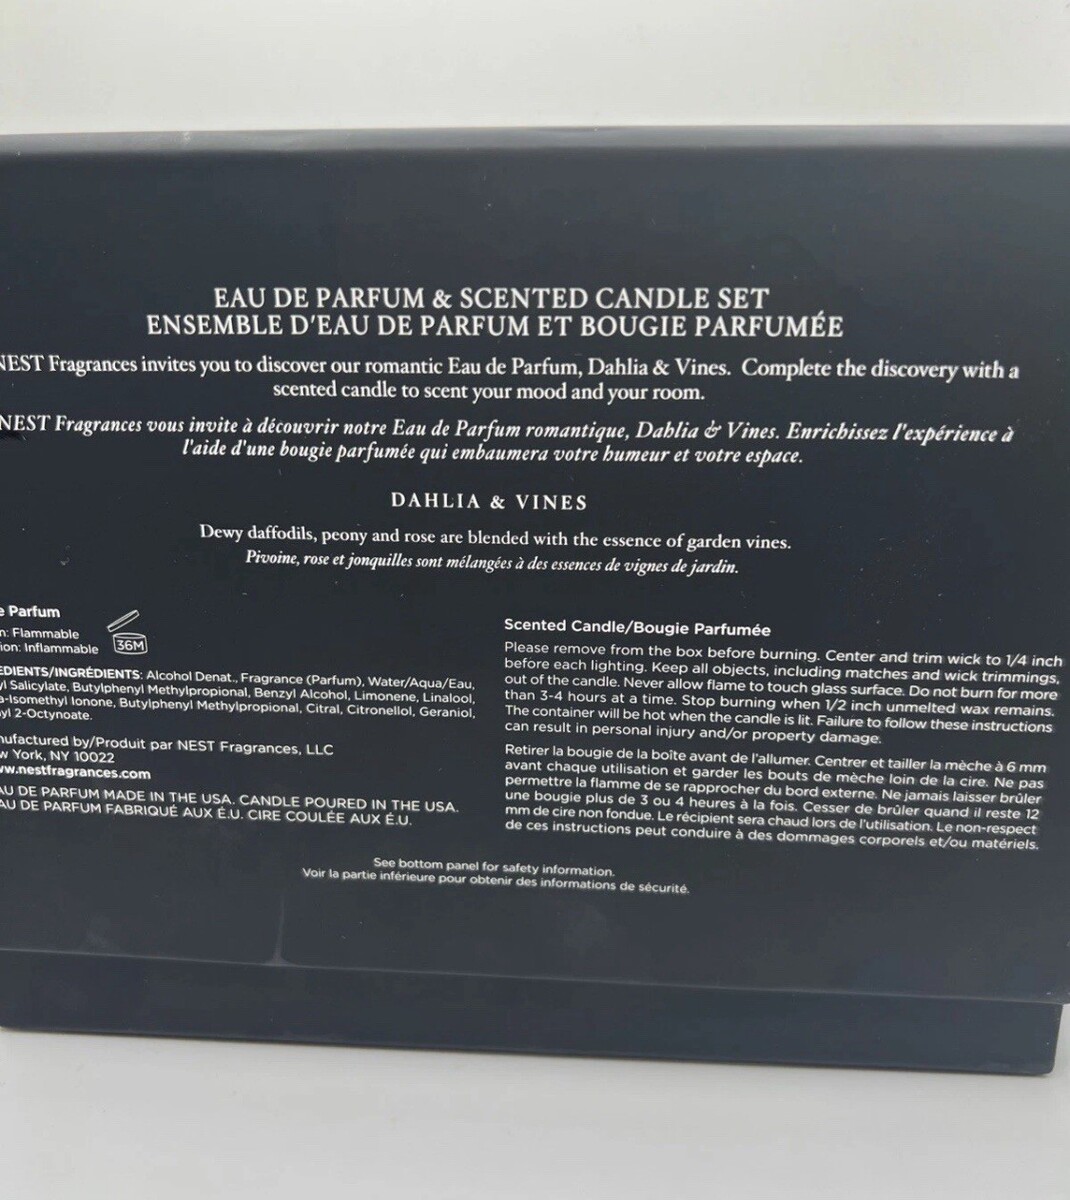 EAU DE PARFUM & SCENTED CANDLE SET
ENSEMBLE D'EAU DE PARFUM ET BOUGIE PARFUMÉE
NEST Fragrances invites you to discover our romantic Eau de Parfum, Dahlia & Vines. Complete the discovery with a
scented candle to scent your mood and your room.
NEST Fragrances vous invite à découvrir notre Eau de Parfum romantique, Dahlia & Vines. Enrichissez l'expérience à
l'aide d'une bougie parfumée qui embaumera votre humeur et votre espace.
DAHLIA & VINES
Dewy daffodils, peony and rose are blended with the essence of garden vines.
Pivoine, rose et jonquilles sont mélangées à des essences de vignes de jardin.
Parfum
Flammable
Inflammable
36M
INGRÉDIENTS: Alcohol Denat., Fragrance (Parfum), Water/Aqua/Eau,
Salicylate, Butylphenyl Methylpropional, Benzyl Alcohol, Limonene, Linalool,
Isomethyl Ionone, Butylphenyl Methylpropional, Citral, Citronellol, Geraniol,
2-Octynoate.
by/Produit par NEST Fragrances, LLC
York, NY 10022
www.nestfragrances.com
DE PARFUM MADE IN THE USA. CANDLE POURED IN THE USA.
DE PARFUM FABRIQUÉ AUX É.U. CIRE COULÉE AUX É.U.
Scented Candle/Bougie Parfumée
Please remove from the box before burning. Center and trim wick to 1/4 inch
before each lighting. Keep all objects, including matches and wick trimmings,
out of the candle. Never allow flame to touch glass surface. Do not burn for more
than 3-4 hours at a time. Stop burning when 1/2 inch unmelted wax remains.
The container will be hot when the candle is lit. Failure to follow these instructions
can result in personal injury and/or property damage.
Retirer la bougie de la boîte avant de l'allumer. Centrer et tailler la mèche à 6 mm
avant chaque utilisation et garder les bouts de mèche loin de la cire. Ne pas
permettre la flamme de se rapprocher du bord externe. Ne jamais laisser brûler
une bougie plus de 3 ou 4 heures à la fois. Cesser de brûler quand il reste 12
mm de cire non fondue. Le récipient sera chaud lors de l'utilisation. Le non-respect
de ces instructions peut conduire à des dommages corporels et/ou matériels.
See bottom panel for safety information.
Voir la partie inférieure pour obtenir des informations de sécurité.